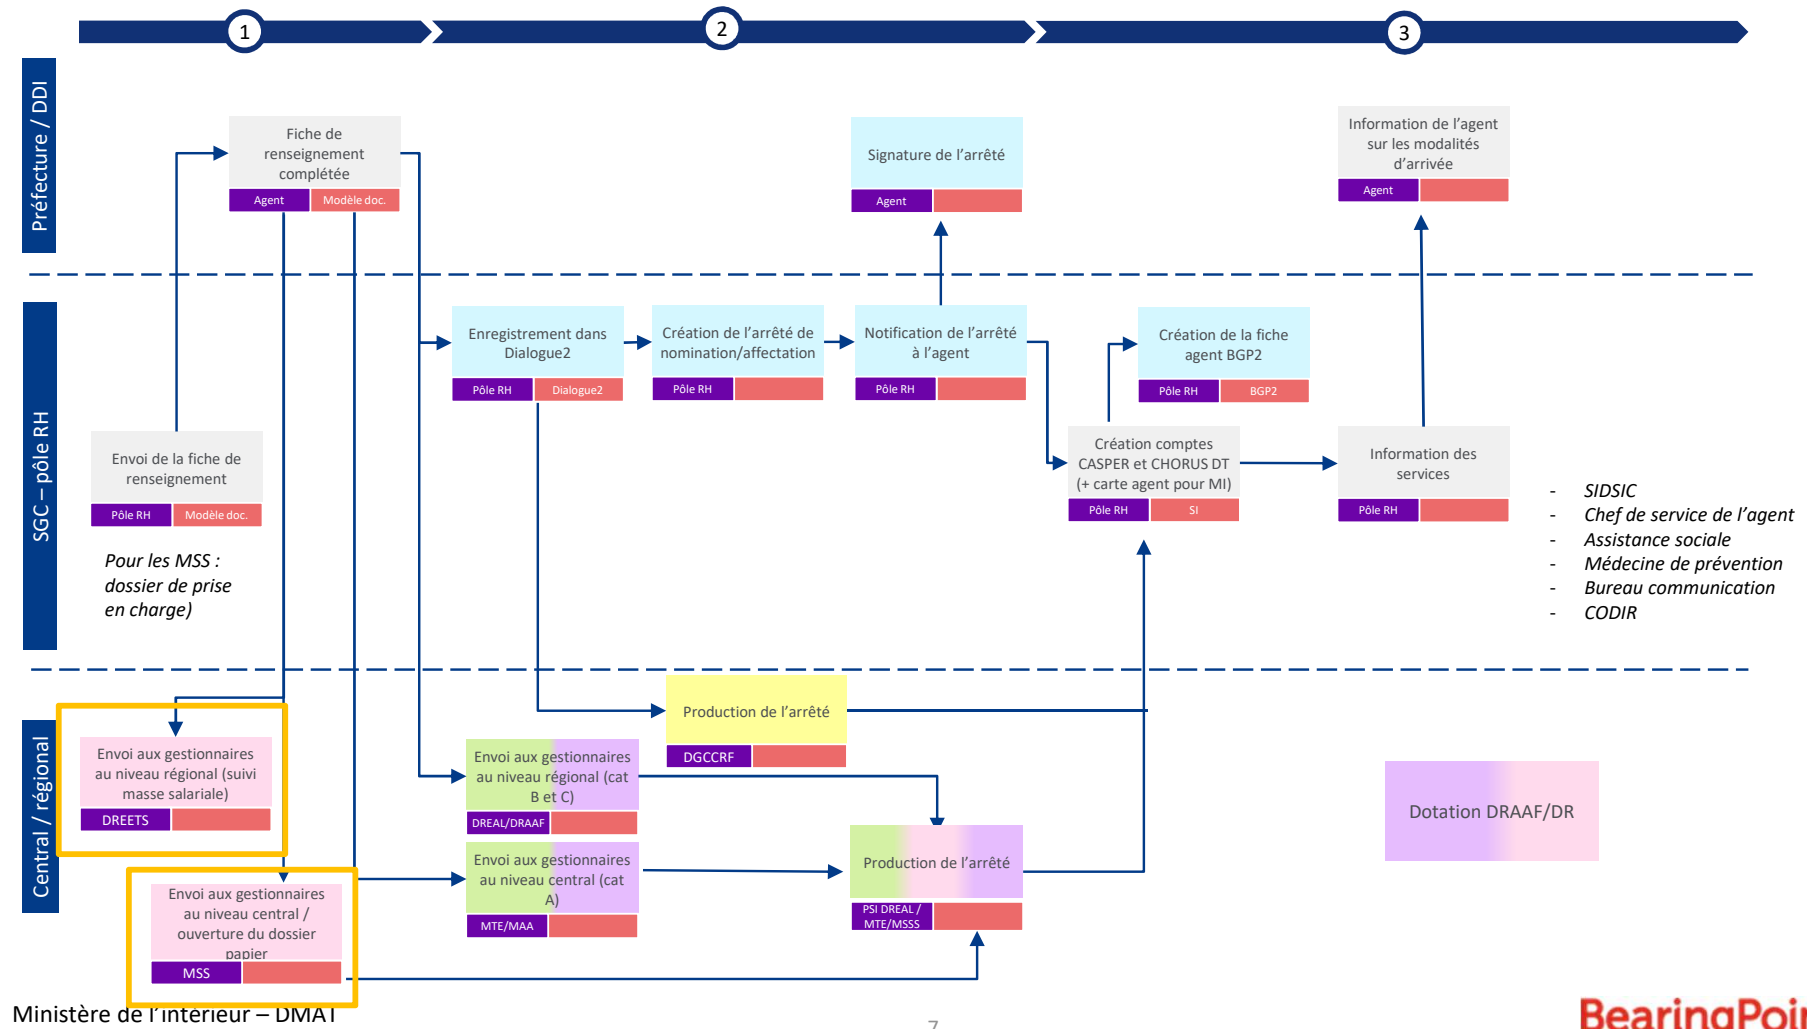 1
2
3
Préfecture / DDI
Fiche de
renseignement
complétée
Agent
Modèle doc.
Signature de l'arrêté
Agent
Information de l'agent
sur les modalités
d'arrivée
Agent
SGC – pôle RH
Envoi de la fiche de
renseignement
Pôle RH
Modèle doc.
Pour les MSS :
dossier de prise
en charge)
Enregistrement dans
Dialogue2
Pôle RH
Dialogue2
Création de l'arrêté de
nomination/affectation
Pôle RH
Notification de l'arrêté
à l'agent
Pôle RH
Création de la fiche
agent BGP2
Pôle RH
BGP2
Création comptes
CASPER et CHORUS DT
(+ carte agent pour MI)
Pôle RH
SI
Information des
services
Pôle RH
- SIDSIC
- Chef de service de l'agent
- Assistance sociale
- Médecine de prévention
- Bureau communication
- CODIR
Central / régional
Envoi aux gestionnaires
au niveau régional (suivi
masse salariale)
DREETS
Envoi aux gestionnaires
au niveau central /
ouverture du dossier
papier
MSS
Production de l'arrêté
DGCCRF
Envoi aux gestionnaires
au niveau régional (cat
B et C)
DREAL/DRAAF
Envoi aux gestionnaires
au niveau central (cat
A)
MTE/MAA
Production de l'arrêté
PSI DREAL /
MTE/MSSS
Dotation DRAAF/DR
Ministère de l'intérieur – DMAT
7
BearingPoin